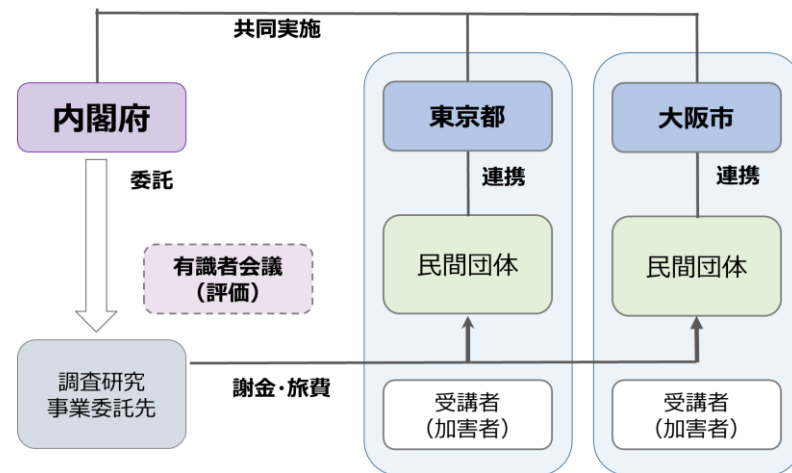 共同実施
内閣府
東京都
大阪市
委託
連携
連携
有識者会議
（評価）
民間団体
民間団体
調査研究
事業委託先
謝金・旅費
受講者
（加害者）
受講者
（加害者）